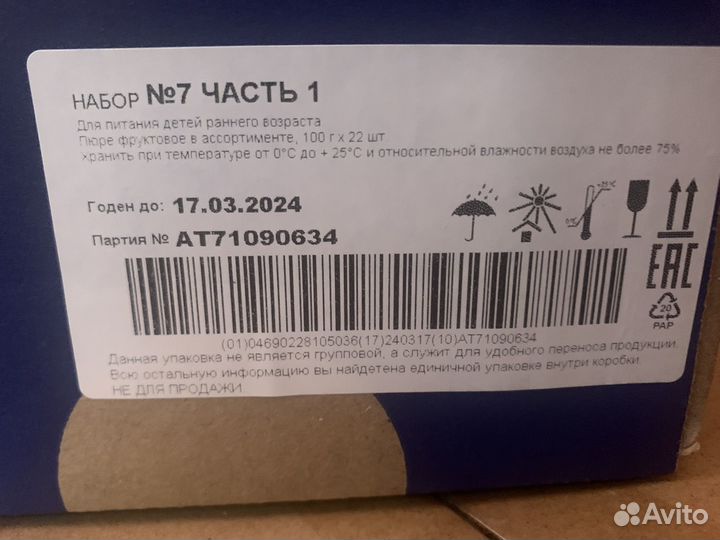 НАБОР №7 ЧАСТЬ 1
Для питания детей раннего возраста
Пюре фруктовое в ассортименте, 100 г х 22 шт.
хранить при температуре от 0°С до + 25°С и относительной влажности воздуха не более 75%
Годен до: 17.03.2024
Партия № АТ71090634
EAC
20
PAP
(01)04690228105036(17)240317(10)AT71090634
Данная упаковка не является групповой, а служит для удобного переноса продукции.
Всю остальную информацию вы найдетена единичной упаковке внутри коробки.
НЕ ДЛЯ ПРОДАЖИ.
Avito